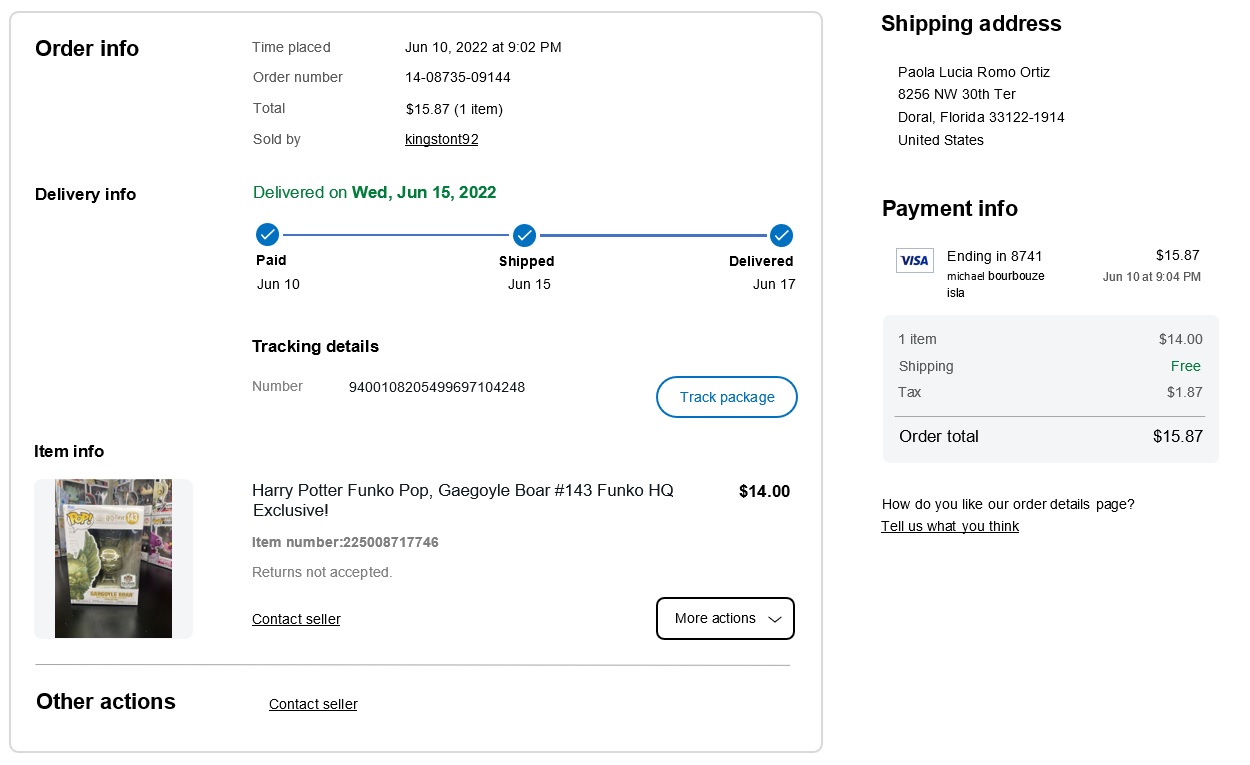 Order info
Time placed Jun 10, 2022 at 9:02 PM
Order number 14-08735-09144
Total $15.87 (1 item)
Sold by kingstont92
Delivery info
Delivered on Wed, Jun 15, 2022
Paid Shipped Delivered
Jun 10 Jun 15 Jun 17
Tracking details
Number 9400108205499697104248
Track package
Item info
POP!
143
GARGOYLE BOAR
Harry Potter Funko Pop, Gaegoyle Boar #143 Funko HQ
Exclusive!
$14.00
Item number:225008717746
Returns not accepted.
Contact seller
More actions
Other actions
Contact seller
Shipping address
Paola Lucia Romo Ortiz
8256 NW 30th Ter
Doral, Florida 33122-1914
United States
Payment info
VISA Ending in 8741 $15.87
michael bourbouze Jun 10 at 9:04 PM
isla
1 item $14.00
Shipping Free
Tax $1.87
Order total $15.87
How do you like our order details page?
Tell us what you think